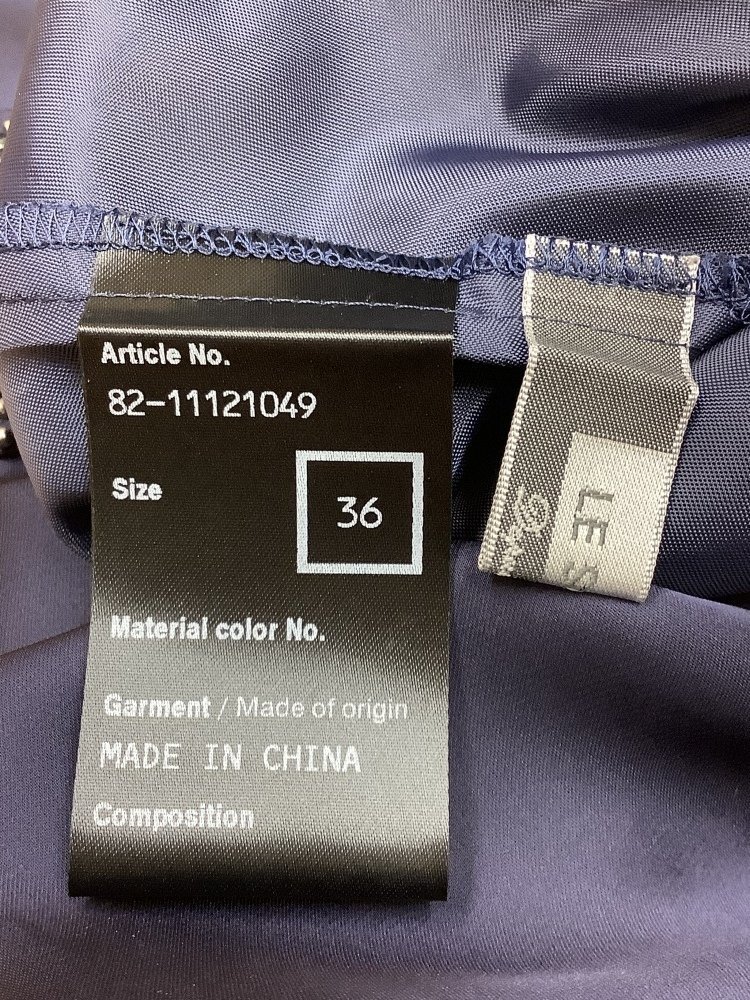 Article No.
82-11121049
Size
36
Material color No.
Garment / Made of origin
MADE IN CHINA
Composition
LE S